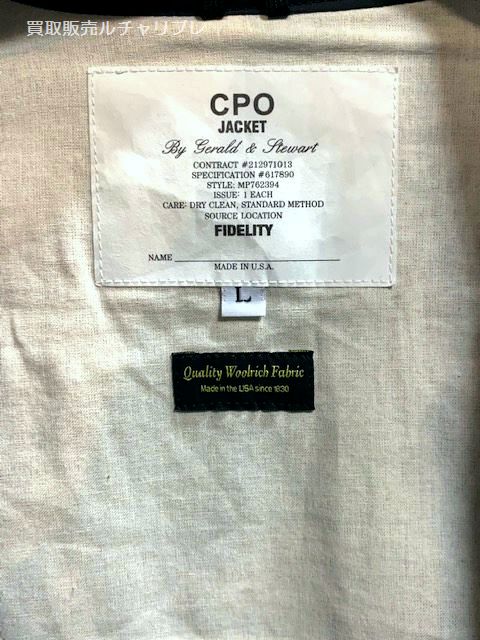 買取販売ルチャリブレ
CPO
JACKET
By Gerald & Stewart
CONTRACT #212971013
SPECIFICATION #617890
STYLE: MP762394
ISSUE: 1 EACH
CARE: DRY CLEAN, STANDARD METHOD
SOURCE LOCATION
FIDELITY
NAME
MADE IN U.S.A.
L
Quality Woolrich Fabric
Made in the USA since 1830